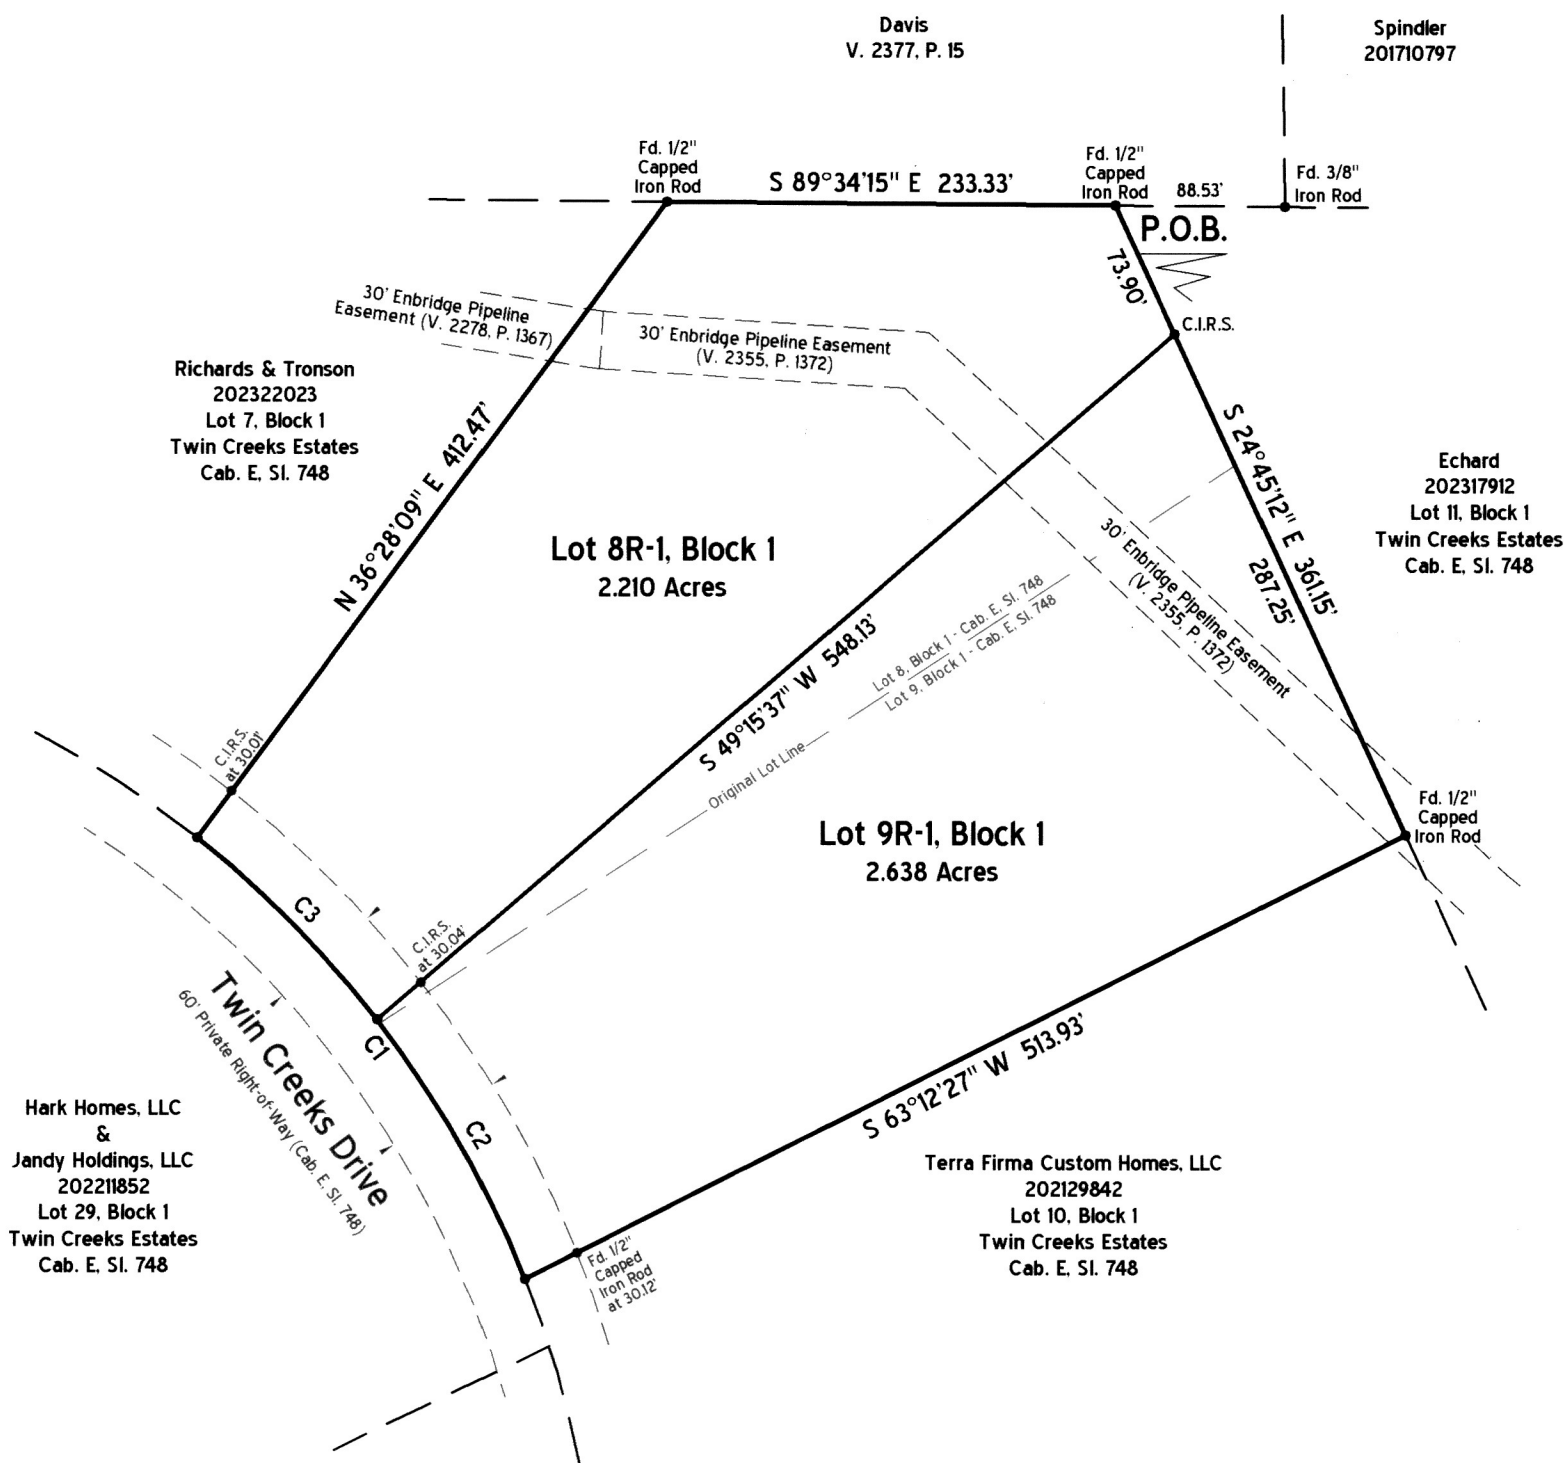 Davis
V. 2377, P. 15
Spindler
201710797
Fd. 1/2"
Capped
Iron Rod
S 89°34'15" E 233.33'
Fd. 1/2"
Capped
Iron Rod
88.53'
Fd. 3/8"
Iron Rod
P.O.B.
73.90'
C.I.R.S.
30' Enbridge Pipeline
Easement (V. 2278, P. 1367)
30' Enbridge Pipeline Easement
(V. 2355, P. 1372)
Richards & Tronson
202322023
Lot 7, Block 1
Twin Creeks Estates
Cab. E, Sl. 748
N 36°28'09" E 412.47'
S 24°45'12" E 361.15'
287.25'
Echard
202317912
Lot 11, Block 1
Twin Creeks Estates
Cab. E, Sl. 748
Lot 8R-1, Block 1
2.210 Acres
30' Enbridge Pipeline Easement
(V. 2355, P. 1372)
S 49°15'37" W 548.13'
Lot 8, Block 1 - Cab. E, Sl. 748
Lot 9, Block 1 - Cab. E, Sl. 748
Original Lot Line
C.I.R.S.
at 30.01'
Lot 9R-1, Block 1
2.638 Acres
Fd. 1/2"
Capped
Iron Rod
C3
C.I.R.S.
at 30.04'
C1
C2
Twin Creeks Drive
60' Private Right-of-Way (Cab. E, Sl. 748)
S 63°12'27" W 513.93'
Hark Homes, LLC
&
Jandy Holdings, LLC
202211852
Lot 29, Block 1
Twin Creeks Estates
Cab. E, Sl. 748
Terra Firma Custom Homes, LLC
202129842
Lot 10, Block 1
Twin Creeks Estates
Cab. E, Sl. 748
Fd. 1/2"
Capped
Iron Rod
at 30.12'